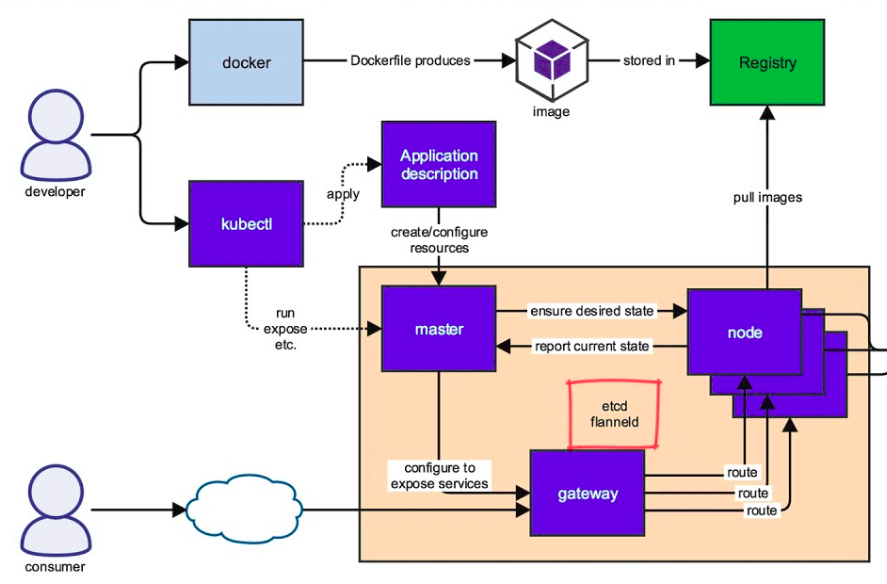 docker
Dockerfile produces
image
stored in
Registry
developer
kubectl
apply
Application
description
create/configure
resources
pull images
run
expose
etc.
master
ensure desired state
report current state
node
etcd
flanneld
configure to
expose services
gateway
route
route
route
consumer